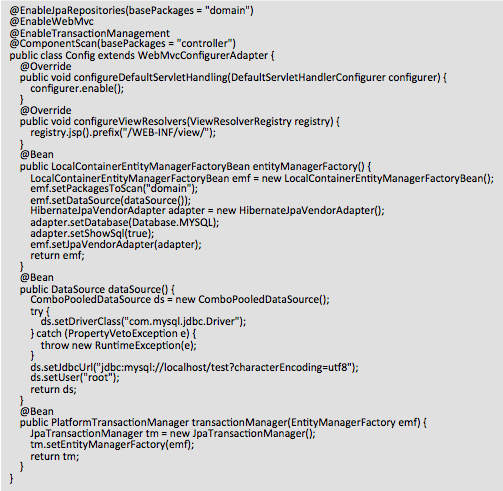 @EnableJpaRepositories(basePackages = "domain")
@EnableWebMvc
@EnableTransactionManagement
@ComponentScan(basePackages = "controller")
public class Config extends WebMvcConfigurerAdapter {
@Override
public void configureDefaultServletHandling(DefaultServletHandlerConfigurer configurer) {
configurer.enable();
}
@Override
public void configureViewResolvers(ViewResolverRegistry registry) {
registry.jsp().prefix("/WEB-INF/view/");
}
@Bean
public LocalContainerEntityManagerFactoryBean entityManagerFactory() {
LocalContainerEntityManagerFactoryBean emf = new LocalContainerEntityManagerFactoryBean();
emf.setPackagesToScan("domain");
emf.setDataSource(dataSource());
HibernateJpaVendorAdapter adapter = new HibernateJpaVendorAdapter();
adapter.setDatabase(Database.MYSQL);
adapter.setShowSql(true);
emf.setJpaVendorAdapter(adapter);
return emf;
}
@Bean
public DataSource dataSource() {
ComboPooledDataSource ds = new ComboPooledDataSource();
try {
ds.setDriverClass("com.mysql.jdbc.Driver");
} catch (PropertyVetoException e) {
throw new RuntimeException(e);
}
ds.setJdbcUrl("jdbc:mysql://localhost/test?characterEncoding=utf8");
ds.setUser("root");
return ds;
}
@Bean
public PlatformTransactionManager transactionManager(EntityManagerFactory emf) {
JpaTransactionManager tm = new JpaTransactionManager();
tm.setEntityManagerFactory(emf);
return tm;
}
}